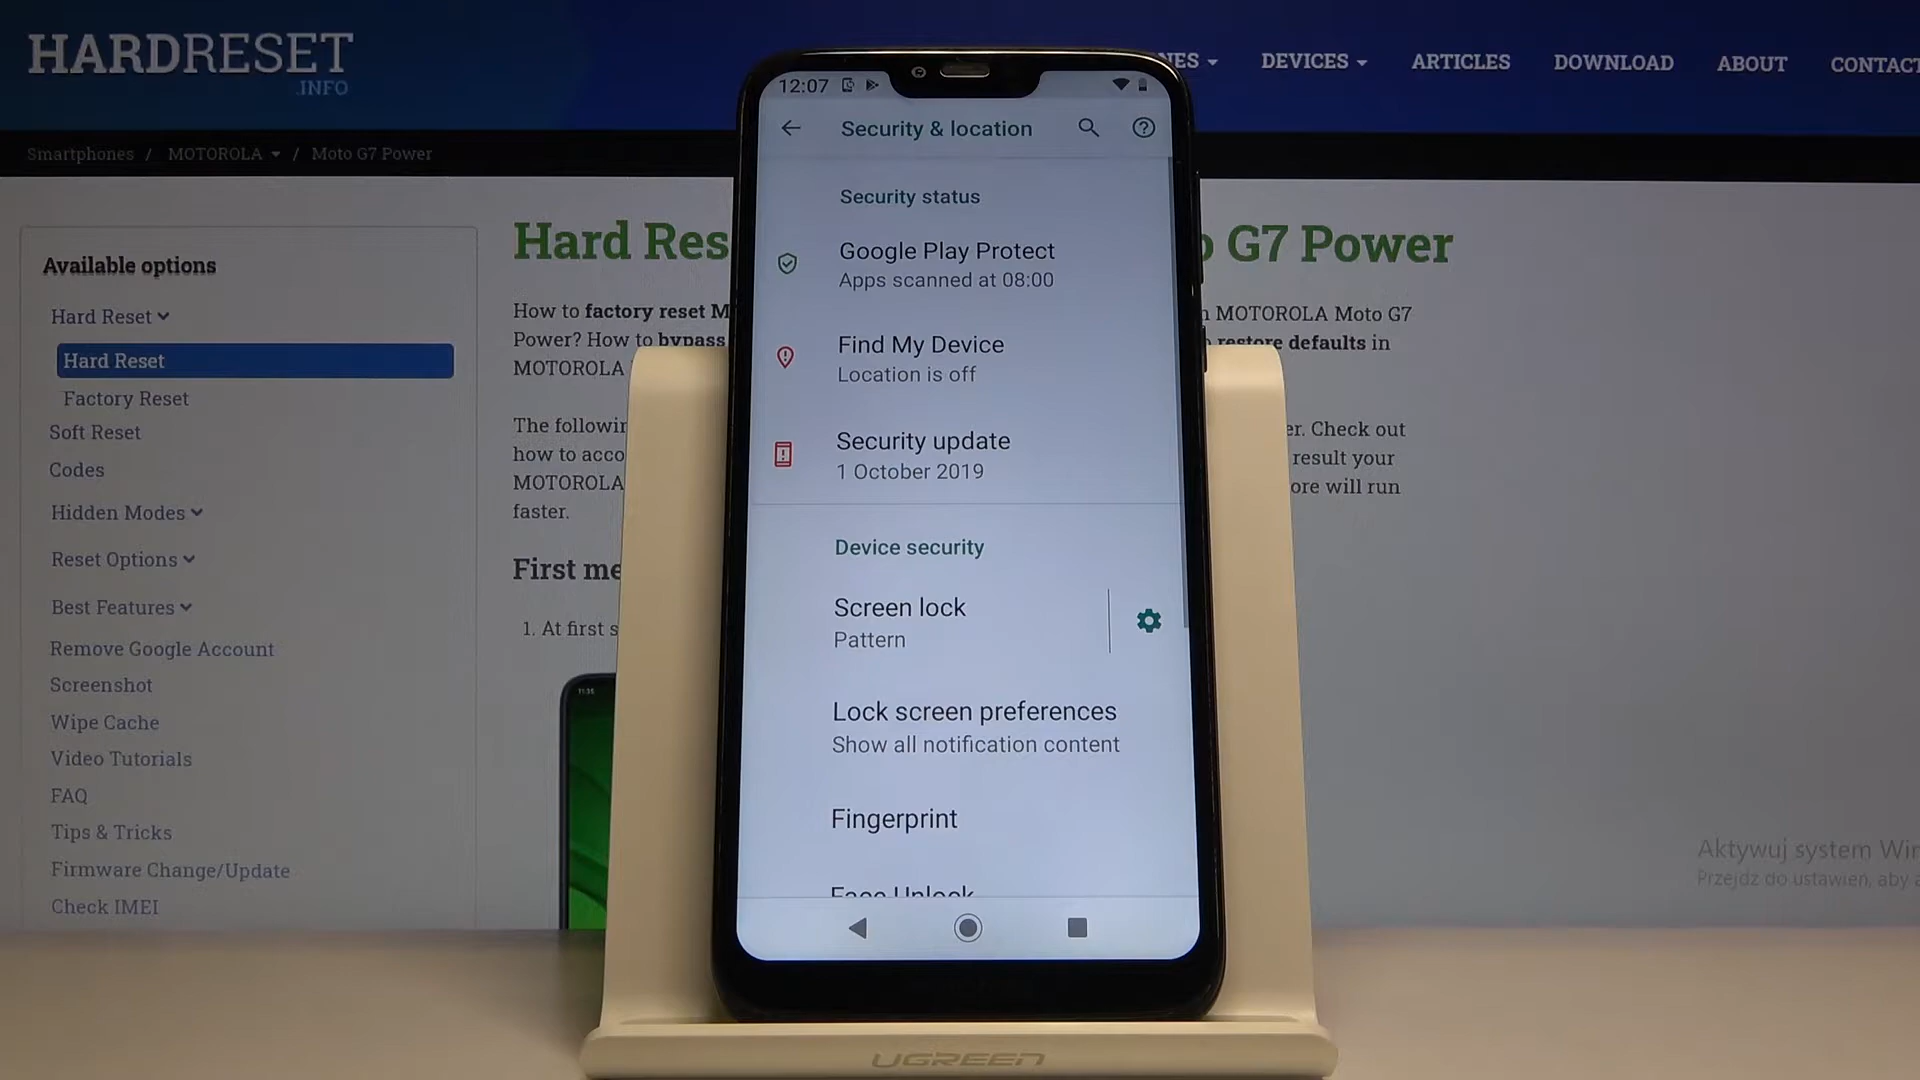 HARDRESET
.INFO
DEVICES
ARTICLES
DOWNLOAD
ABOUT
CONTACT
Smartphones / MOTOROLA / Moto G7 Power
Available options
Hard Reset
Hard Reset
Factory Reset
Soft Reset
Codes
Hidden Modes
Reset Options
Best Features
Remove Google Account
Screenshot
Wipe Cache
Video Tutorials
FAQ
Tips & Tricks
Firmware Change/Update
Check IMEI
Hard Res
G7 Power
How to factory reset M
MOTOROLA Moto G7
Power? How to bypass
restore defaults in
MOTOROLA
The followin
er. Check out
how to acco
result your
MOTOROLA
ore will run
faster.
First me
1. At first s
11:35
12:07
Security & location
Security status
Google Play Protect
Apps scanned at 08:00
Find My Device
Location is off
Security update
1 October 2019
Device security
Screen lock
Pattern
Lock screen preferences
Show all notification content
Fingerprint
Face Unlock
Aktywuj system Win
Przejdź do ustawień, aby a
UGREEN